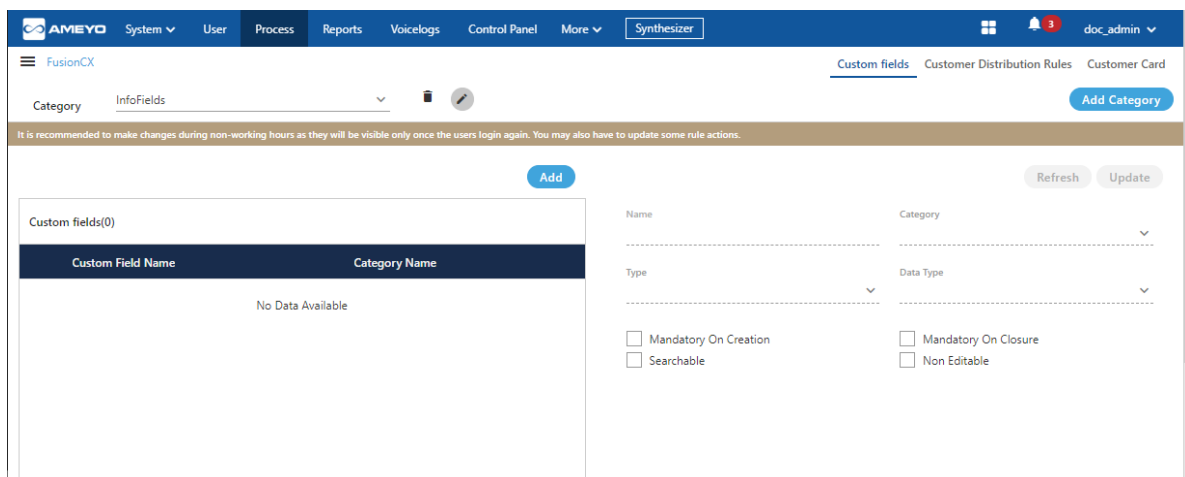 AMEYO System User Process Reports Voicelogs Control Panel More Synthesizer 3 doc_admin
FusionCX Custom fields Customer Distribution Rules Customer Card
Category InfoFields Add Category
It is recommended to make changes during non-working hours as they will be visible only once the users login again. You may also have to update some rule actions.
Add Refresh Update
Custom fields(0)
Name Category
Custom Field Name Category Name
Type Data Type
No Data Available
Mandatory On Creation Mandatory On Closure
Searchable Non Editable